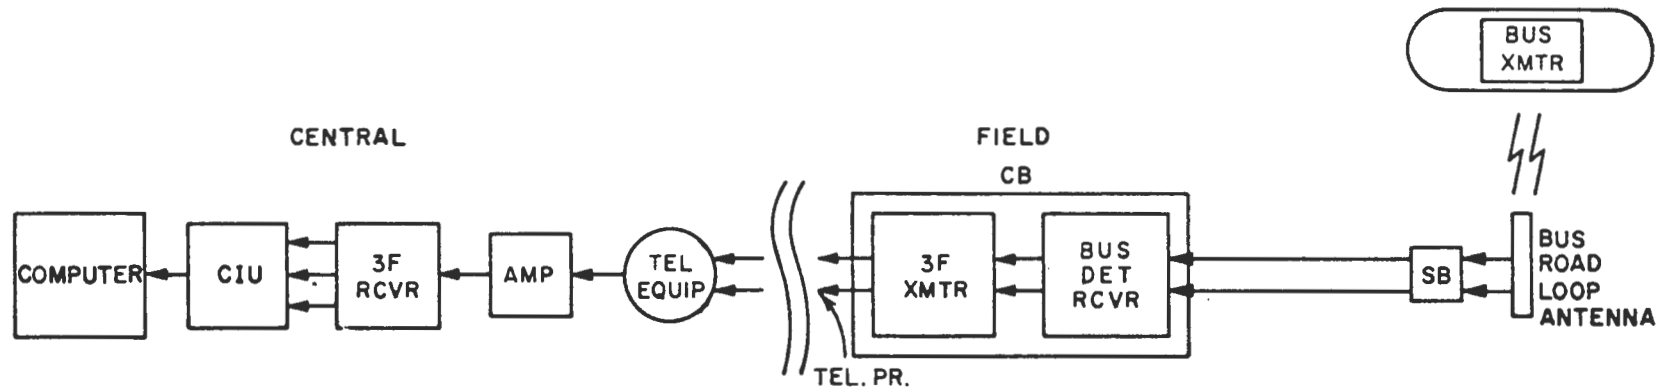 BUS
XMTR
CENTRAL
FIELD
CB
COMPUTER
CIU
3F
RCVR
AMP
TEL
EQUIP
3F
XMTR
BUS
DET
RCVR
SB
BUS
ROAD
LOOP
ANTENNA
TEL. PR.